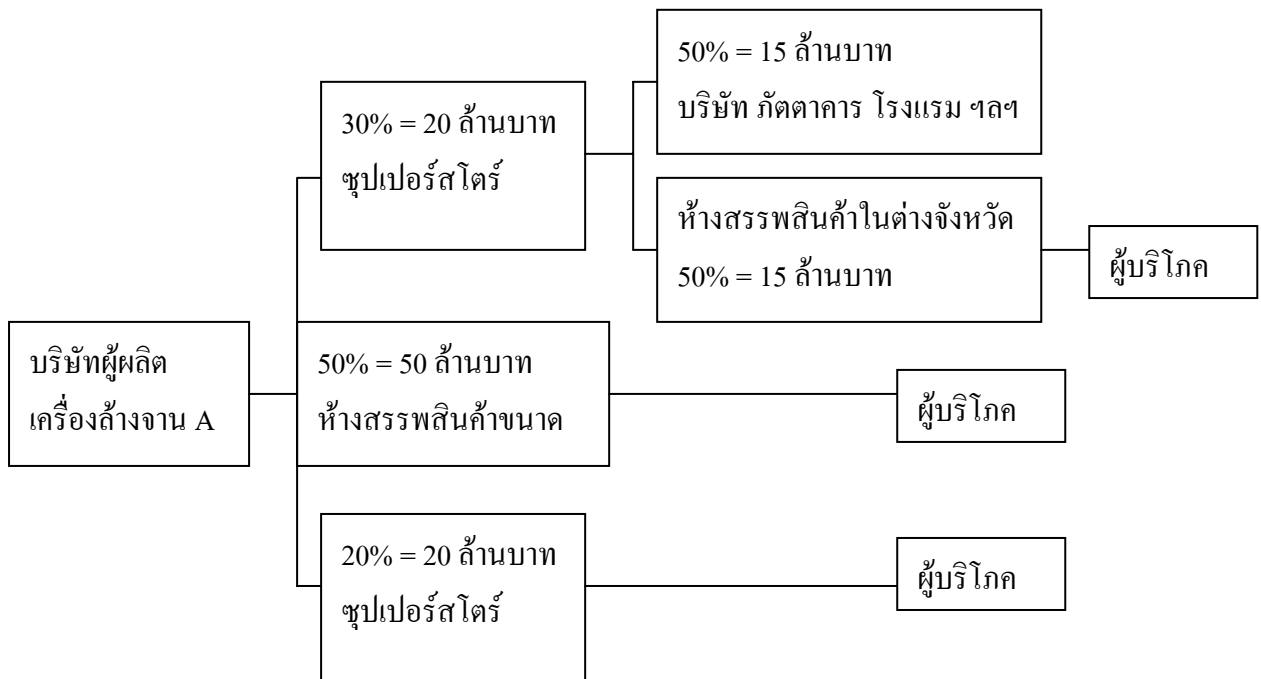 50% = 15 ล้านบาท
บริษัท ภัตตาคาร โรงแรม ฯลฯ
30% = 20 ล้านบาท
ซุปเปอร์สโตร์
ห้างสรรพสินค้าในต่างจังหวัด
50% = 15 ล้านบาท
ผู้บริโภค
บริษัทผู้ผลิต
เครื่องล้างจาน A
50% = 50 ล้านบาท
ห้างสรรพสินค้าขนาด
ผู้บริโภค
20% = 20 ล้านบาท
ซุปเปอร์สโตร์
ผู้บริโภค